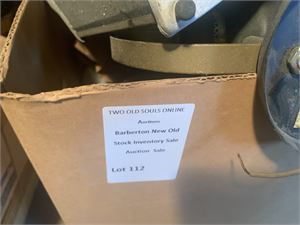 TWO OLD SOULS ONLINE
Auction
Barberton New Old
Stock Inventory Sale
Auction Sale
Lot 112